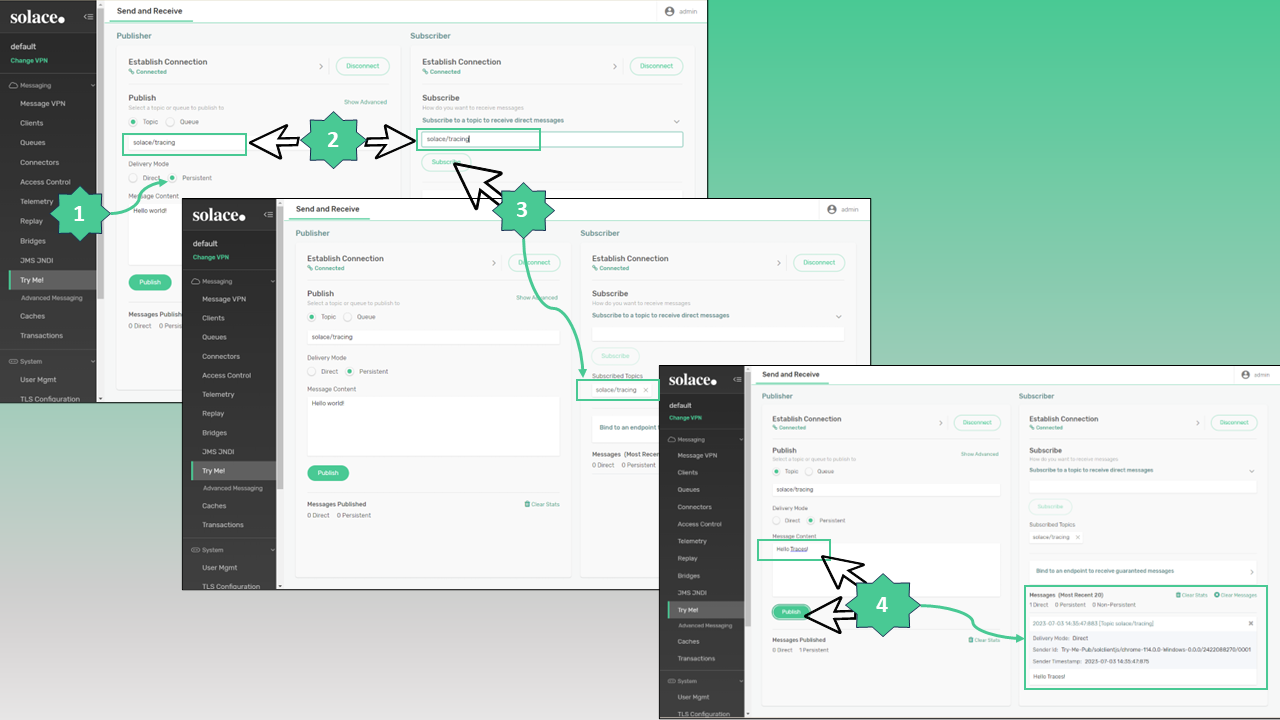 solace.
default
Change VPN
Messaging
Message VPN
Clients
Queues
Connectors
Access Control
Telemetry
Replay
Bridges
JMS JNDI
Try Me!
Advanced Messaging
Caches
Transactions
System
User Mgmt
TLS Configuration
Send and Receive
admin
Publisher
Establish Connection
Connected
Disconnect
Publish
Select a topic or queue to publish to
Show Advanced
Topic Queue
solace/tracing
Delivery Mode
Direct Persistent
Message Content
Hello world!
Publish
Messages Publish
0 Direct 0 Persis
Subscriber
Establish Connection
Connected
Disconnect
Subscribe
How do you want to receive messages
Subscribe to a topic to receive direct messages
solace/tracing
Subscribe
1
2
3
solace.
default
Change VPN
Messaging
Message VPN
Clients
Queues
Connectors
Access Control
Telemetry
Replay
Bridges
JMS JNDI
Try Me!
Advanced Messaging
Caches
Transactions
System
User Mgmt
TLS Configuration
Send and Receive
admin
Publisher
Establish Connection
Connected
Disconnect
Publish
Select a topic or queue to publish to
Show Advanced
Topic Queue
solace/tracing
Delivery Mode
Direct Persistent
Message Content
Hello world!
Publish
Messages Published
Clear Stats
0 Direct 0 Persistent
Subscriber
Establish Connection
Connected
Disconnect
Subscribe
How do you want to receive messages
Subscribe to a topic to receive direct messages
Subscribe
Subscribed Topics
solace/tracing ×
Bind to an endpoint t
Messages (Most Recen
0 Direct 0 Persistent
solace.
default
Change VPN
Messaging
Message VPN
Clients
Queues
Connectors
Access Control
Telemetry
Replay
Bridges
JMS JNDI
Try Me!
Advanced Messaging
Caches
Transactions
System
User Mgmt
TLS Configuration
Send and Receive
admin
Publisher
Establish Connection
Connected
Disconnect
Publish
Select a topic or queue to publish to
Show Advanced
Topic Queue
solace/tracing
Delivery Mode
Direct Persistent
Message Content
Hello Traces!
Publish
Messages Published
Clear Stats
0 Direct 1 Persistent
4
Subscriber
Establish Connection
Connected
Disconnect
Subscribe
How do you want to receive messages
Subscribe to a topic to receive direct messages
Subscribe
Subscribed Topics
solace/tracing ×
Bind to an endpoint to receive guaranteed messages
Messages (Most Recent 20) Clear Stats Clear Messages
1 Direct 0 Persistent 0 Non-Persistent
2023-07-03 14:35:47:883 [Topic solace/tracing] ×
Delivery Mode: Direct
Sender Id: Try-Me-Pub/solclientjs/chrome-114.0.0-Windows-0.0.0/2422088270/0001
Sender Timestamp: 2023-07-03 14:35:47:875
Hello Traces!